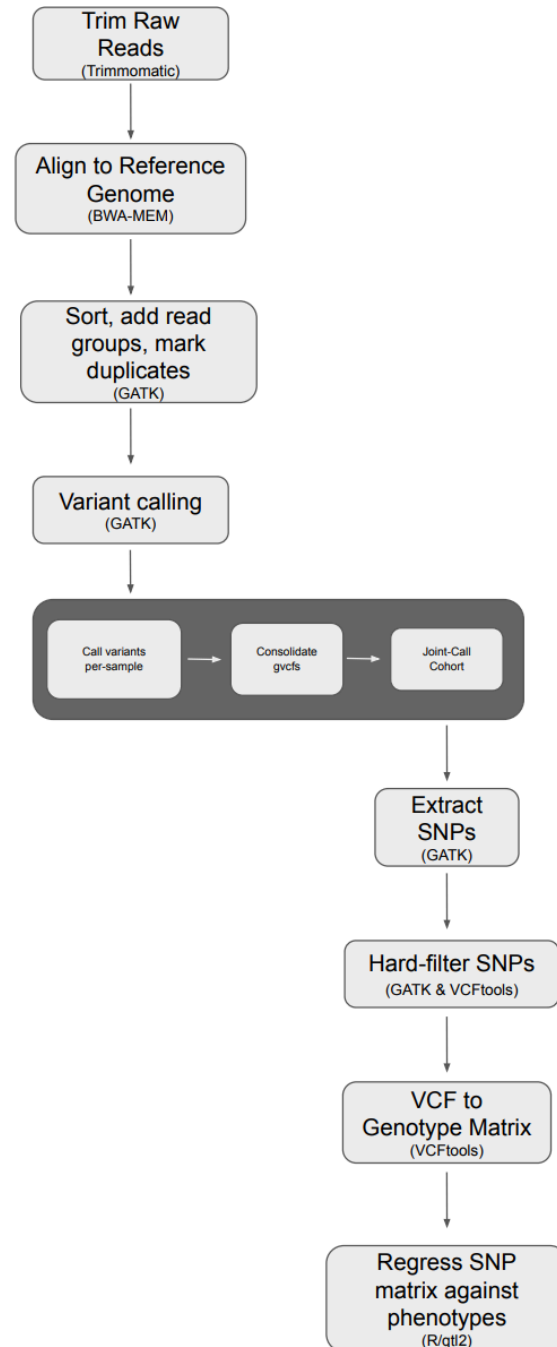 Trim Raw
Reads
(Trimmomatic)
Align to Reference
Genome
(BWA-MEM)
Sort, add read
groups, mark
duplicates
(GATK)
Variant calling
(GATK)
Call variants
per-sample
Consolidate
gvcfs
Joint-Call
Cohort
Extract
SNPs
(GATK)
Hard-filter SNPs
(GATK & VCFtools)
VCF to
Genotype Matrix
(VCFtools)
Regress SNP
matrix against
phenotypes
(R/qtl2)